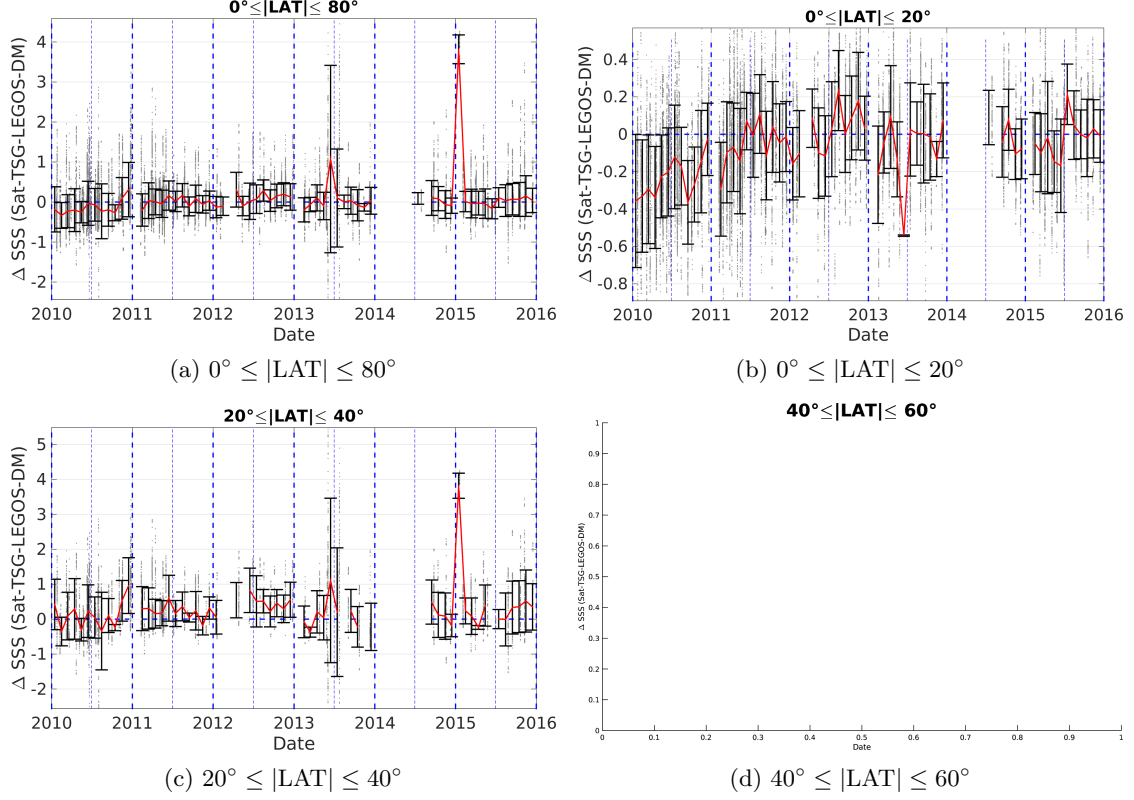 0°≤|LAT|≤ 80°
Δ SSS (Sat-TSG-LEGOS-DM)
4
3
2
1
0
-1
-2
2010 2011 2012 2013 2014 2015 2016
Date
(a) 0° ≤ |LAT| ≤ 80°
0°≤|LAT|≤ 20°
Δ SSS (Sat-TSG-LEGOS-DM)
0.4
0.2
0
-0.2
-0.4
-0.6
-0.8
2010 2011 2012 2013 2014 2015 2016
Date
(b) 0° ≤ |LAT| ≤ 20°
20°≤|LAT|≤ 40°
Δ SSS (Sat-TSG-LEGOS-DM)
5
4
3
2
1
0
-1
-2
2010 2011 2012 2013 2014 2015 2016
Date
(c) 20° ≤ |LAT| ≤ 40°
40°≤|LAT|≤ 60°
Δ SSS (Sat-TSG-LEGOS-DM)
1
0.9
0.8
0.7
0.6
0.5
0.4
0.3
0.2
0.1
0
0 0.1 0.2 0.3 0.4 0.5 0.6 0.7 0.8 0.9 1
Date
(d) 40° ≤ |LAT| ≤ 60°